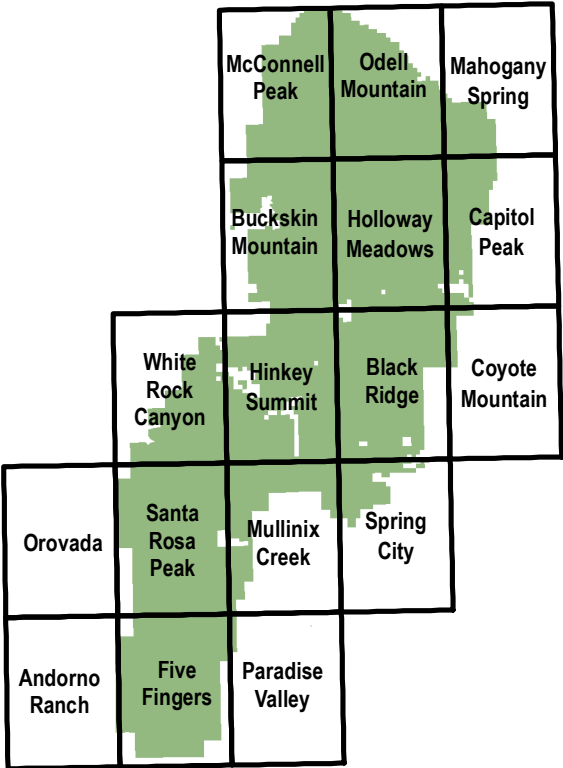 McConnell
Peak
Odell
Mountain
Mahogany
Spring
Buckskin
Mountain
Holloway
Meadows
Capitol
Peak
White
Rock
Canyon
Hinkey
Summit
Black
Ridge
Coyote
Mountain
Orovada
Santa
Rosa
Peak
Mullinix
Creek
Spring
City
Andorno
Ranch
Five
Fingers
Paradise
Valley